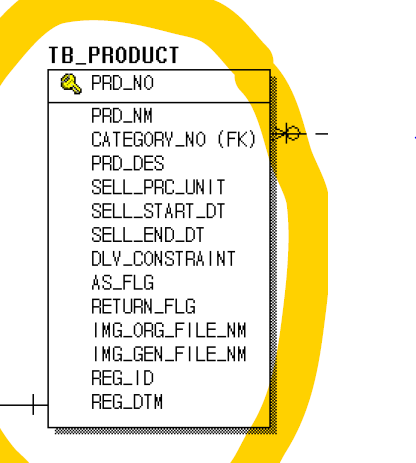 TB_PRODUCT
PRD_NO
PRD_NM
CATEGORY_NO (FK)
PRD_DES
SELL_PRC_UNIT
SELL_START_DT
SELL_END_DT
DLV_CONSTRAINT
AS_FLG
RETURN_FLG
IMG_ORG_FILE_NM
IMG_GEN_FILE_NM
REG_ID
REG_DTM